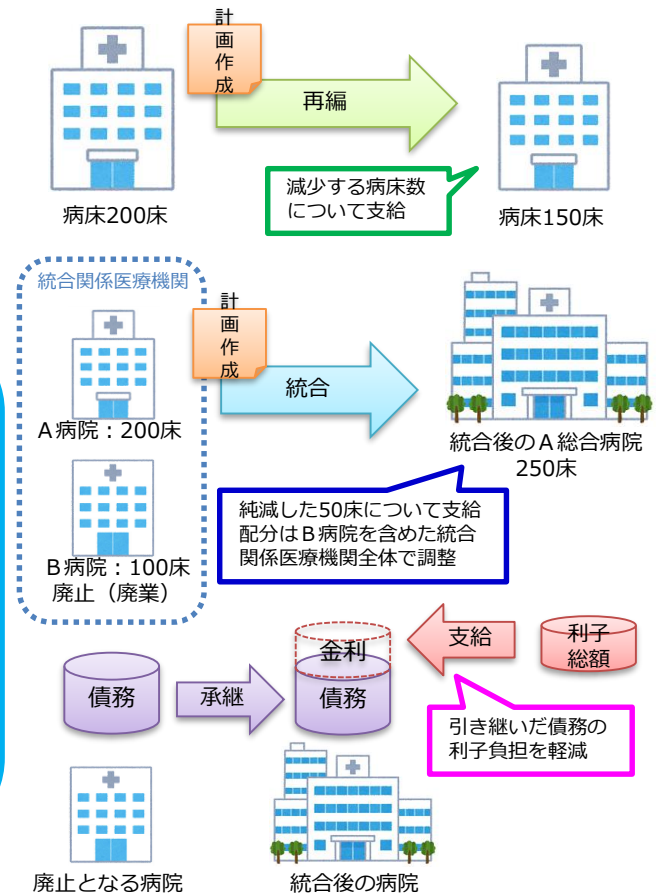 計画作成
再編
減少する病床数
について支給
病床200床
病床150床
統合関係医療機関
計画作成
統合
A病院：200床
統合後のA総合病院
250床
純減した50床について支給
配分はB病院を含めた統合
関係医療機関全体で調整
B病院：100床
廃止（廃業）
債務
承継
金利
債務
支給
利子
総額
引き継いだ債務の
利子負担を軽減
廃止となる病院
統合後の病院